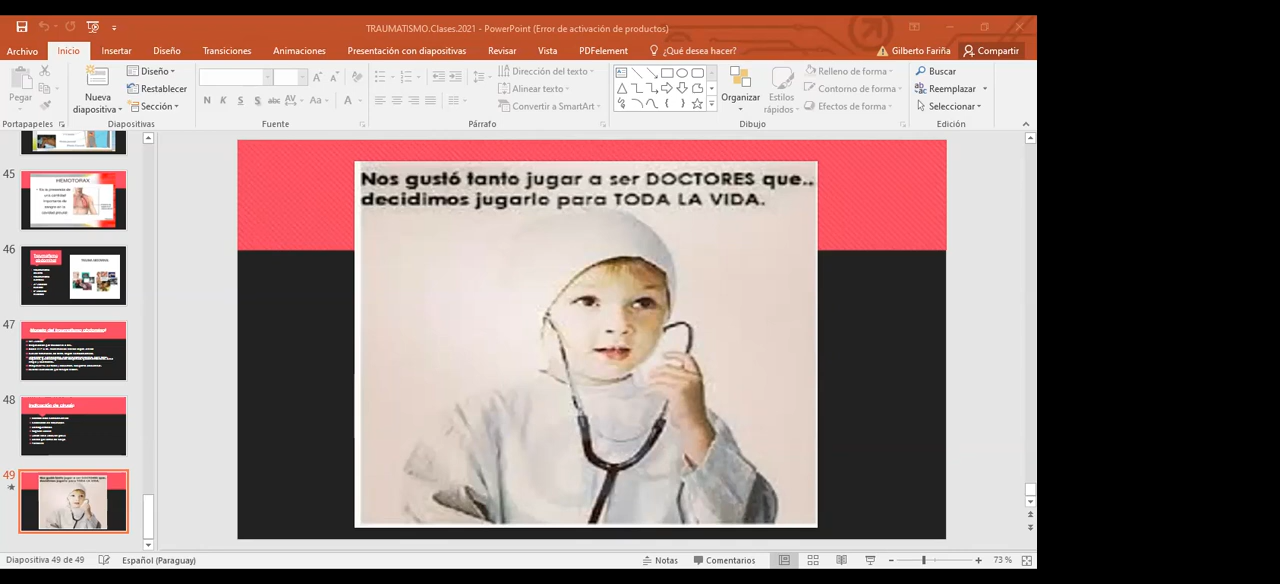 TRAUMATISMO.Clases.2021 - PowerPoint (Error de activación de productos)
Archivo Inicio Insertar Diseño Transiciones Animaciones Presentación con diapositivas Revisar Vista PDFelement ¿Qué desea hacer? Gilberto Fariña Compartir
Pegar
Nueva diapositiva
Diseño
Restablecer
Sección
N K S S abc AV Aa A
Dirección del texto
Alinear texto
Convertir a SmartArt
Organizar
Estilos rápidos
Relleno de forma
Contorno de forma
Efectos de forma
Buscar
Reemplazar
Seleccionar
Portapapeles Diapositivas Fuente Párrafo Dibujo Edición
45
HEMOTORAX
46
47
48
49
Nos gustó tanto jugar a ser DOCTORES que..
decidimos jugarlo para TODA LA VIDA.
Diapositiva 49 de 49 Español (Paraguay) Notas Comentarios 73 %